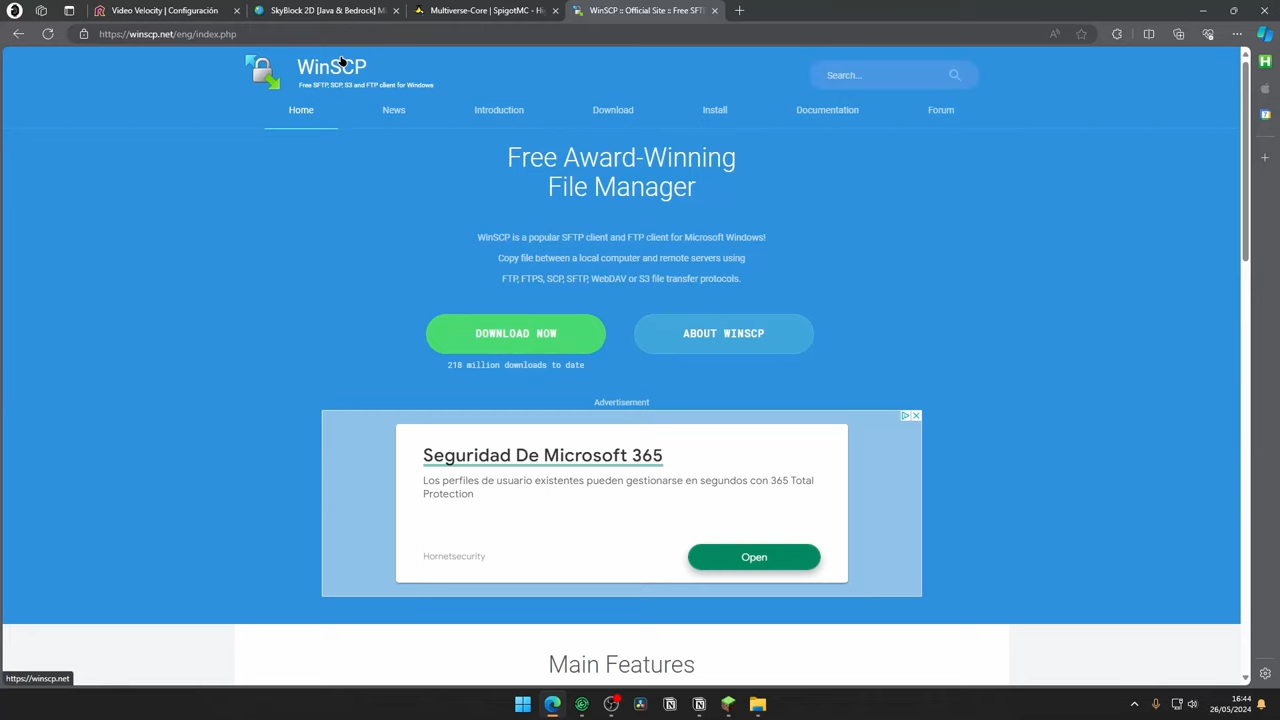 Video Velocity | Configuración
SkyBlock 2D [Java & Bedrock] M
Multiverse-Core | SpigotMC - Hi
WinSCP :: Official Site :: Free SFT
https://winscp.net/eng/index.php
WinSCP
Free SFTP, SCP, S3 and FTP client for Windows
Search...
Home News Introduction Download Install Documentation Forum
Free Award-Winning
File Manager
WinSCP is a popular SFTP client and FTP client for Microsoft Windows!
Copy file between a local computer and remote servers using
FTP, FTPS, SCP, SFTP, WebDAV or S3 file transfer protocols.
DOWNLOAD NOW
ABOUT WINSCP
218 million downloads to date
Advertisement
Seguridad De Microsoft 365
Los perfiles de usuario existentes pueden gestionarse en segundos con 365 Total
Protection
Hornetsecurity
Open
Main Features
https://winscp.net
16:44
26/05/2024